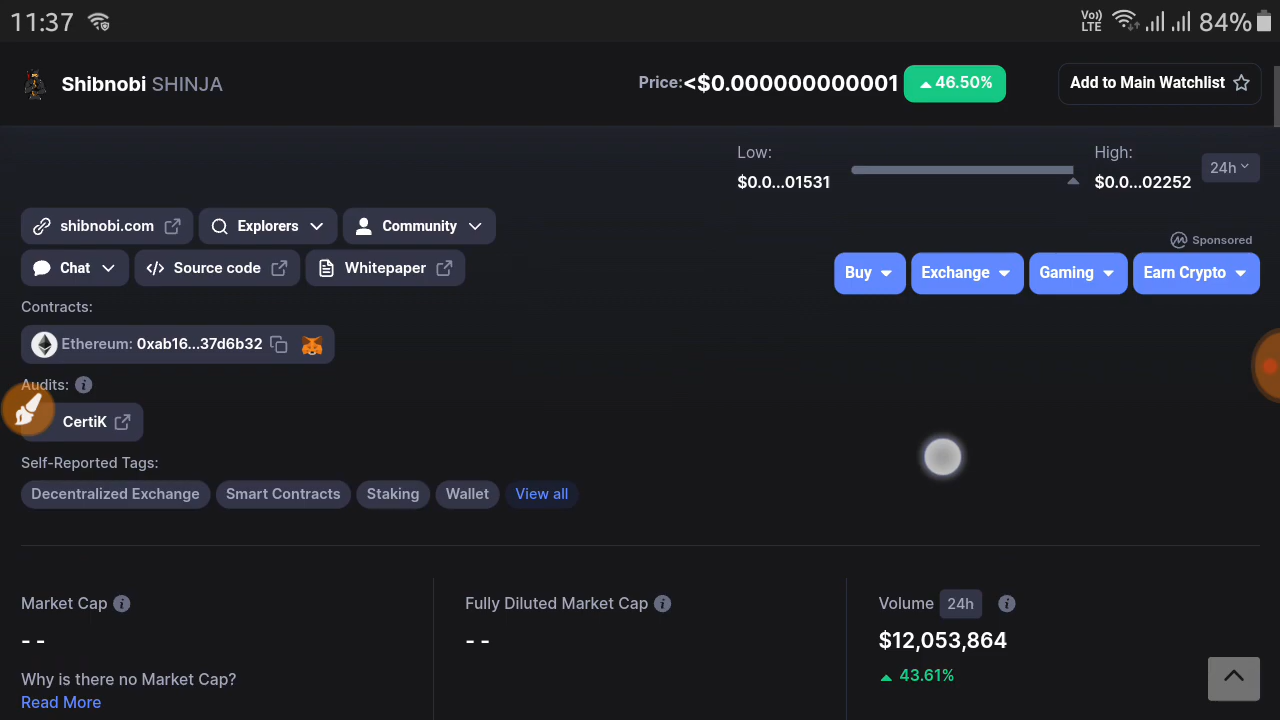 11:37
Vo)) LTE 84%
Shibnobi SHINJA
Price:<$0.000000000001 46.50%
Add to Main Watchlist
Low:
$0.0...01531
High:
$0.0...02252
24h
shibnobi.com Explorers Community
Chat Source code Whitepaper
Sponsored
Buy Exchange Gaming Earn Crypto
Contracts:
Ethereum: 0xab16...37d6b32
Audits:
CertiK
Self-Reported Tags:
Decentralized Exchange Smart Contracts Staking Wallet View all
Market Cap
- -
Why is there no Market Cap?
Read More
Fully Diluted Market Cap
- -
Volume 24h
$12,053,864
43.61%